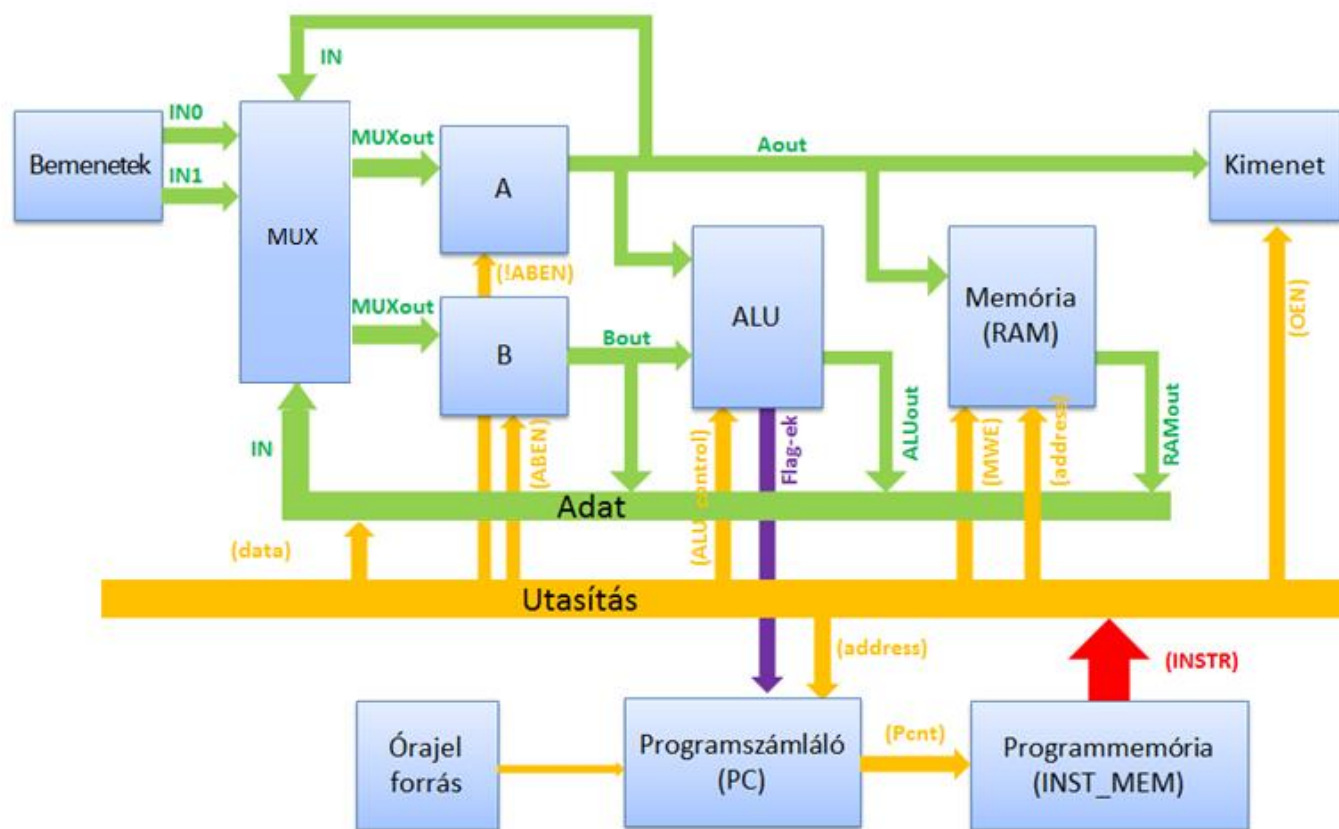 IN
IN0
IN1
Bemenetek
MUX
MUXout
MUXout
A
(!ABEN)
B
(ABEN)
Aout
Bout
ALU
Kimenet
Memória
(RAM)
(OEN)
IN
(ALU control)
Flag-ek
ALUout
(MWE)
(address)
RAMout
Adat
(data)
Utasítás
(address)
(INSTR)
Órajel
forrás
Programszámláló
(PC)
(Pcnt)
Programmemória
(INST_MEM)